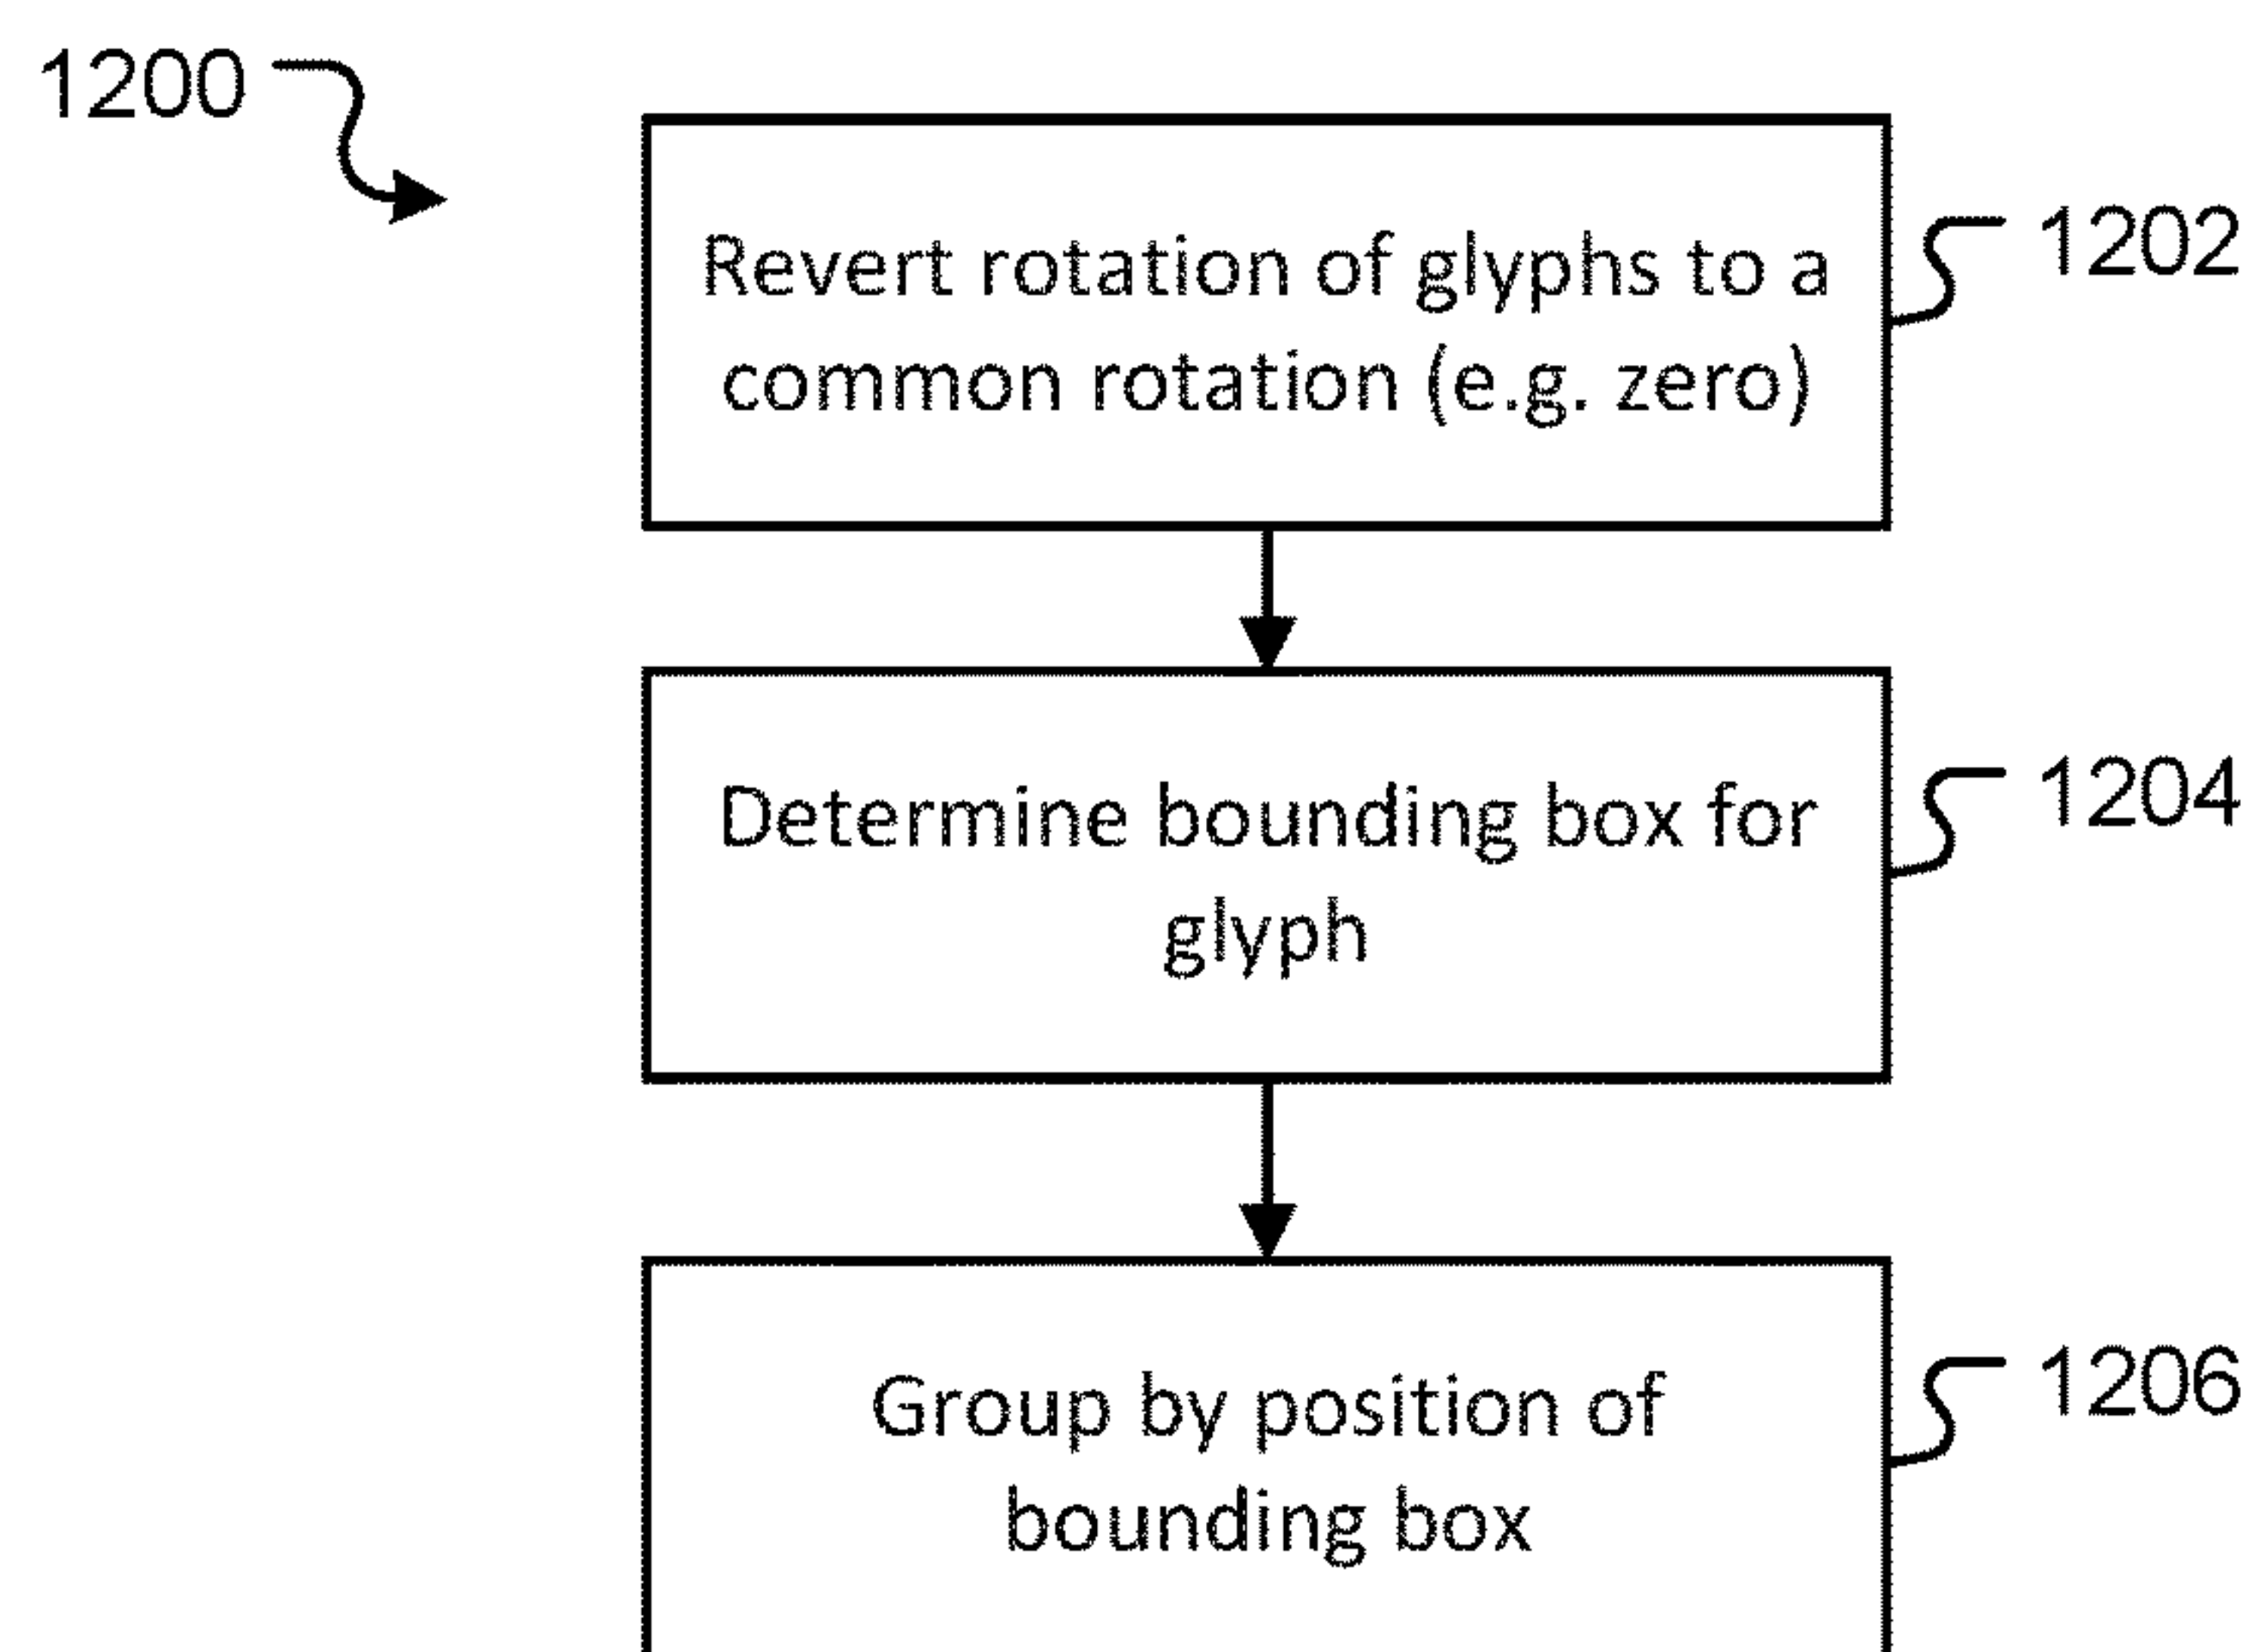 1200
Revert rotation of glyphs to a
common rotation (e.g. zero)
1202
Determine bounding box for
glyph
1204
Group by position of
bounding box
1206